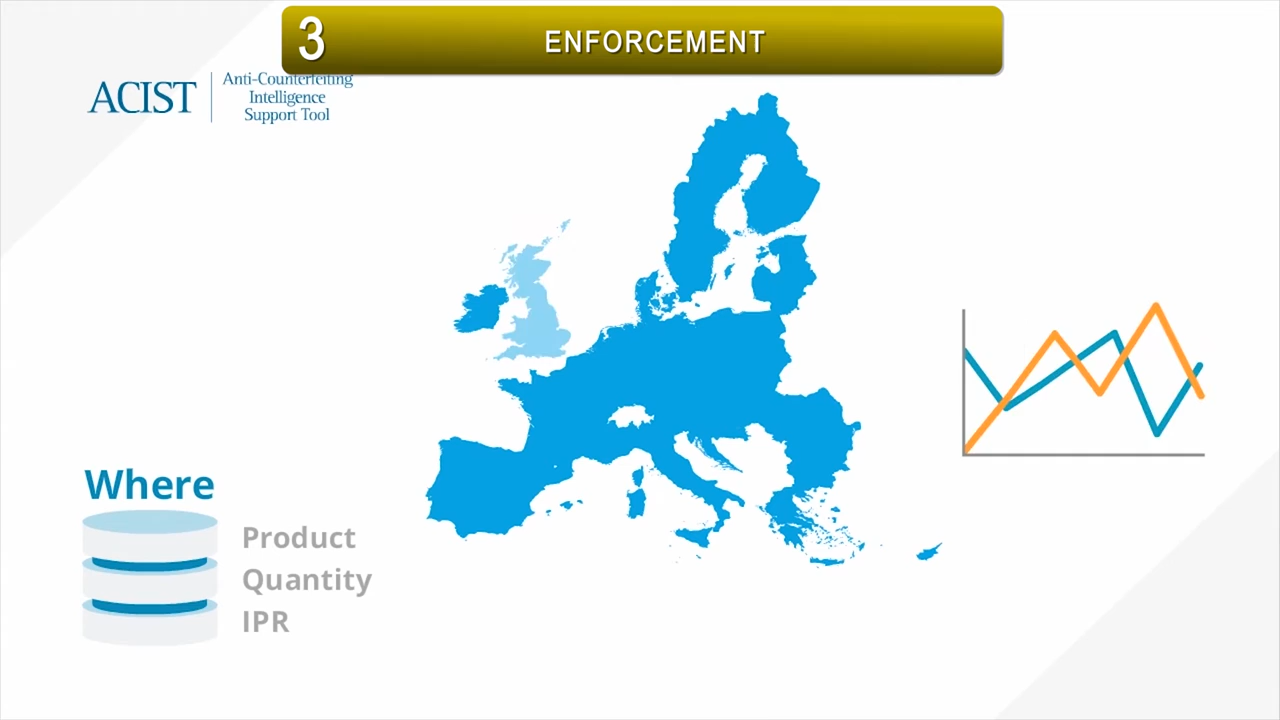 3
ENFORCEMENT
ACIST
Anti-Counterfeiting
Intelligence
Support Tool
Where
Product
Quantity
IPR